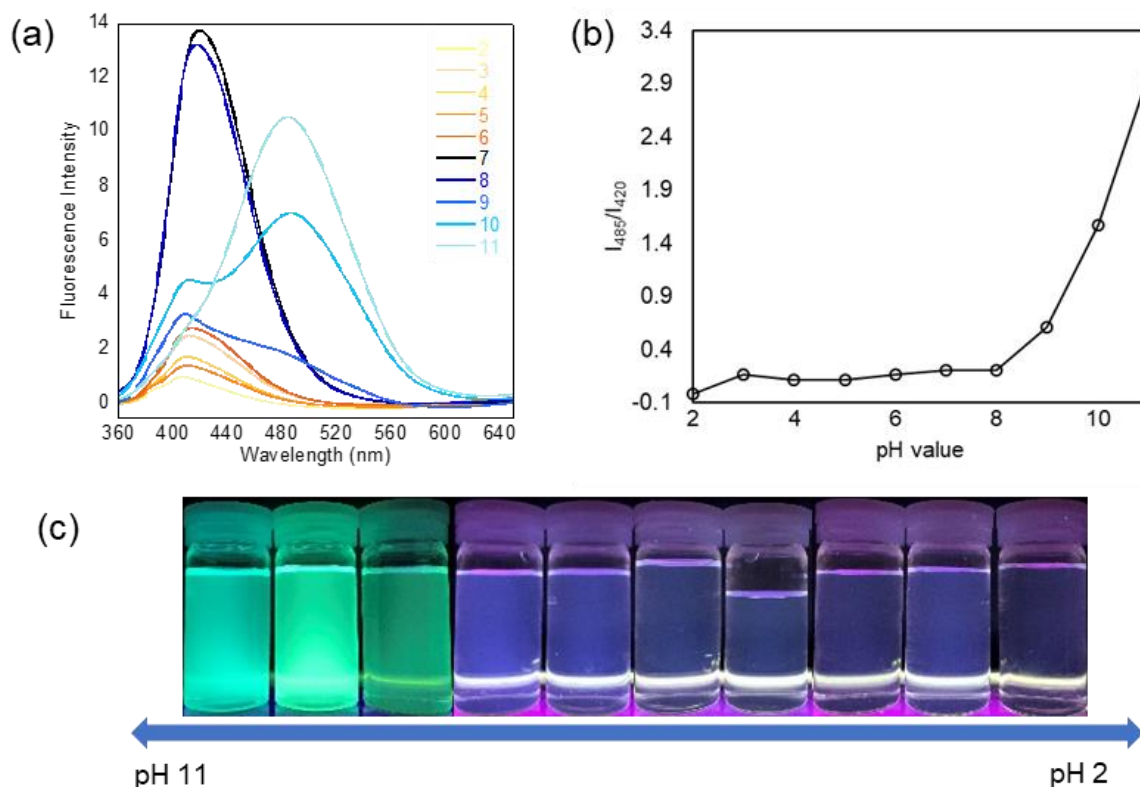 (a)
14
12
10
8
6
4
2
0
Fluorescence Intensity
360 400 440 480 520 560 600 640
Wavelength (nm)
2
3
4
5
6
7
8
9
10
11
(b)
3.4
2.9
2.4
1.9
1.4
0.9
0.4
-0.1
I485/I420
2 4 6 8 10
pH value
(c)
pH 11 pH 2